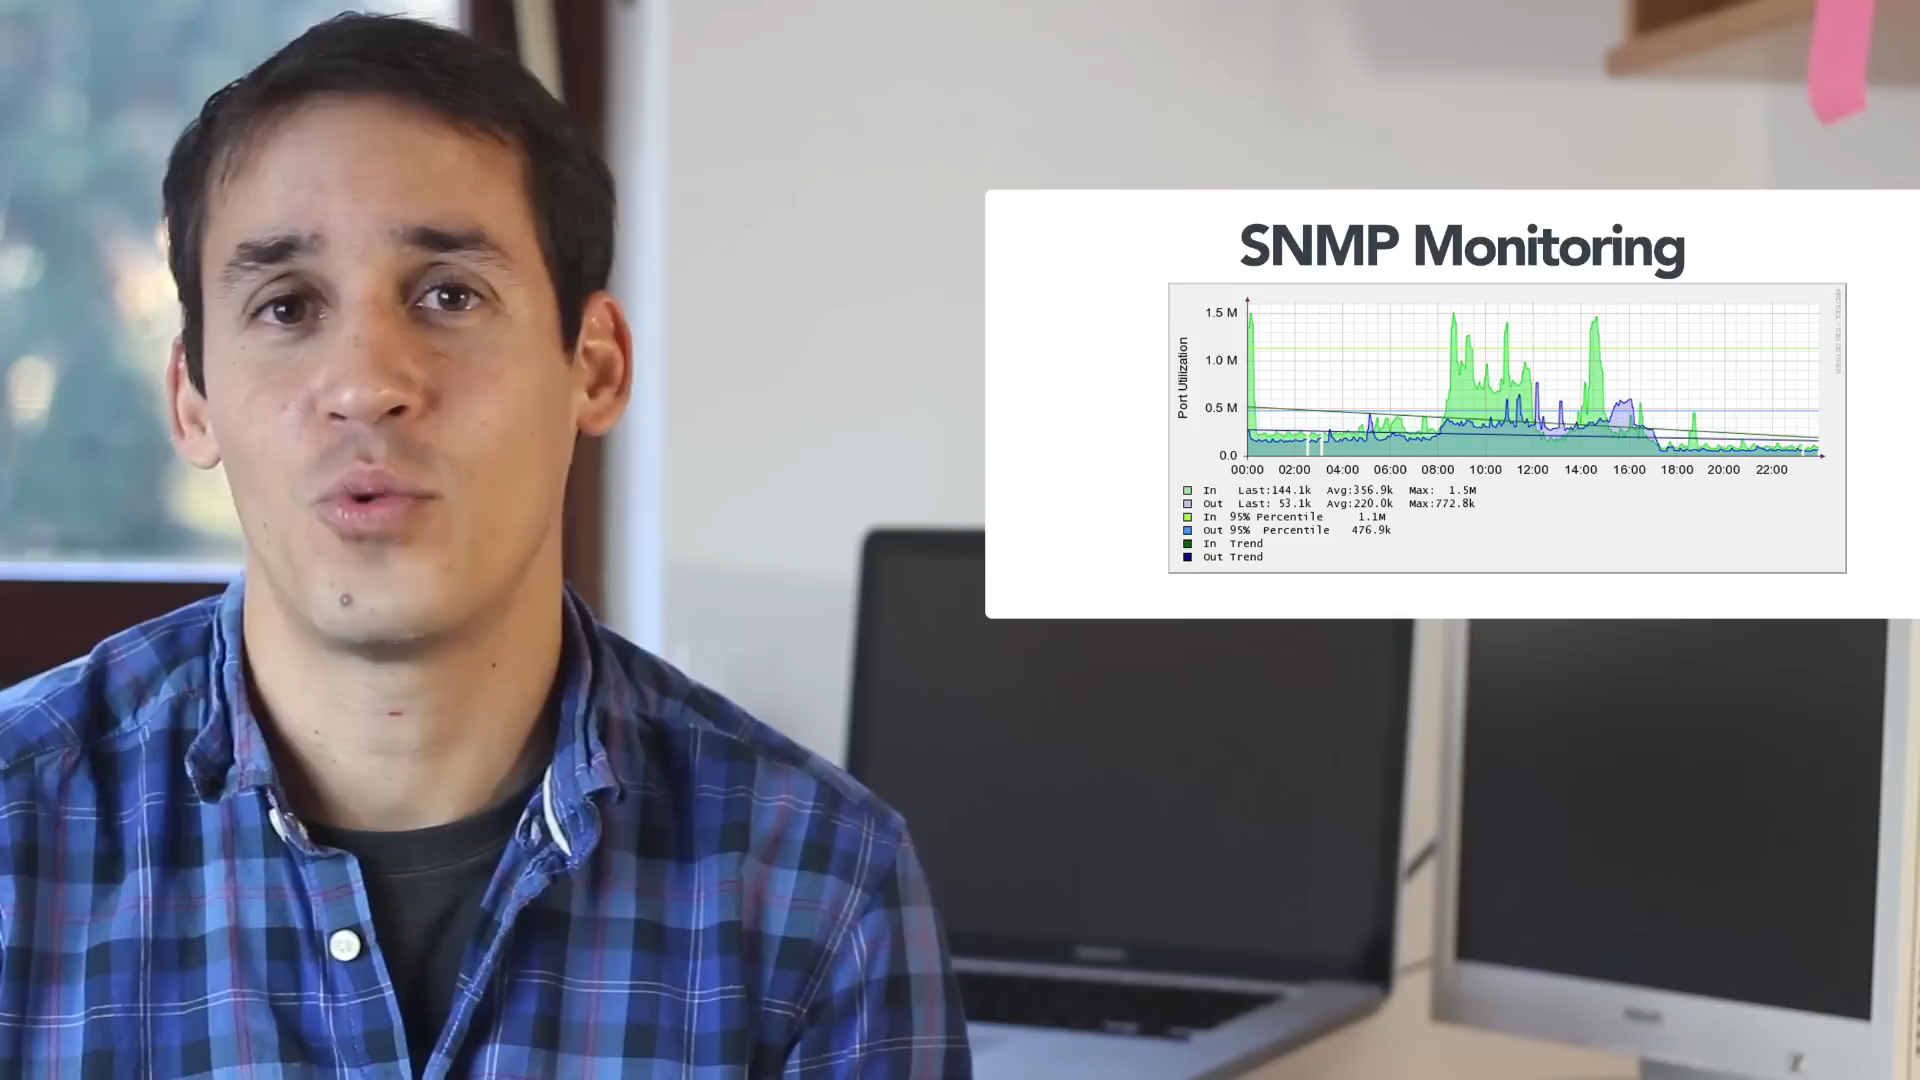 SNMP Monitoring
1.5 M
1.0 M
0.5 M
0.0
Port Utilization
00:00 02:00 04:00 06:00 08:00 10:00 12:00 14:00 16:00 18:00 20:00 22:00
In Last:144.1k Avg:356.9k Max: 1.5M
Out Last: 53.1k Avg:220.0k Max:772.8k
In 95% Percentile 1.1M
Out 95% Percentile 476.9k
In Trend
Out Trend